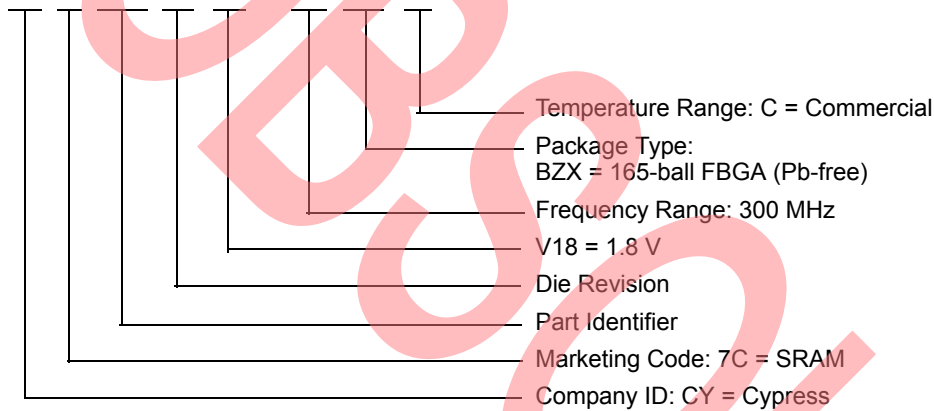 Temperature Range: C = Commercial
Package Type:
BZX = 165-ball FBGA (Pb-free)
Frequency Range: 300 MHz
V18 = 1.8 V
Die Revision
Part Identifier
Marketing Code: 7C = SRAM
Company ID: CY = Cypress